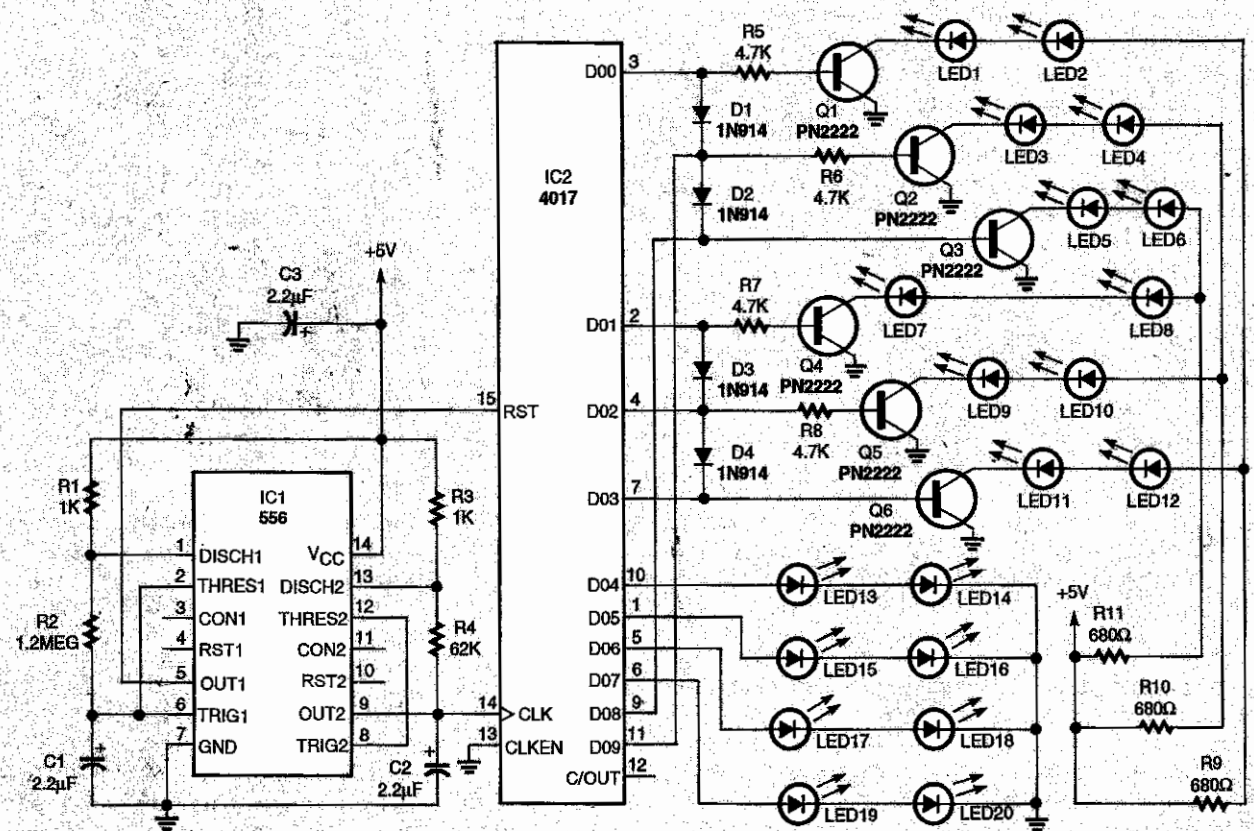 R5
4.7K
D00
3
LED1
LED2
D1
1N914
Q1
PN2222
LED3
LED4
IC2
4017
R6
4.7K
Q2
PN2222
D2
1N914
Q3
PN2222
LED5
LED6
+5V
C3
2.2µF
+
R7
4.7K
LED7
LED8
D01
2
D3
1N914
Q4
PN2222
LED9
LED10
15
RST
D02
4
R8
4.7K
Q5
PN2222
D4
1N914
LED11
LED12
D03
7
Q6
PN2222
R1
1K
IC1
556
R3
1K
1
DISCH1
VCC
14
2
THRES1
DISCH2
13
3
CON1
THRES2
12
4
RST1
CON2
11
5
OUT1
RST2
10
6
TRIG1
OUT2
9
7
GND
TRIG2
8
R2
1.2MEG
R4
62K
C1
2.2µF
+
C2
2.2µF
+
14
CLK
13
CLKEN
C/OUT
12
D04
10
LED13
LED14
D05
1
LED15
LED16
D06
5
D07
6
D08
9
LED17
LED18
D09
11
LED19
LED20
+5V
R11
680Ω
R10
680Ω
R9
680Ω